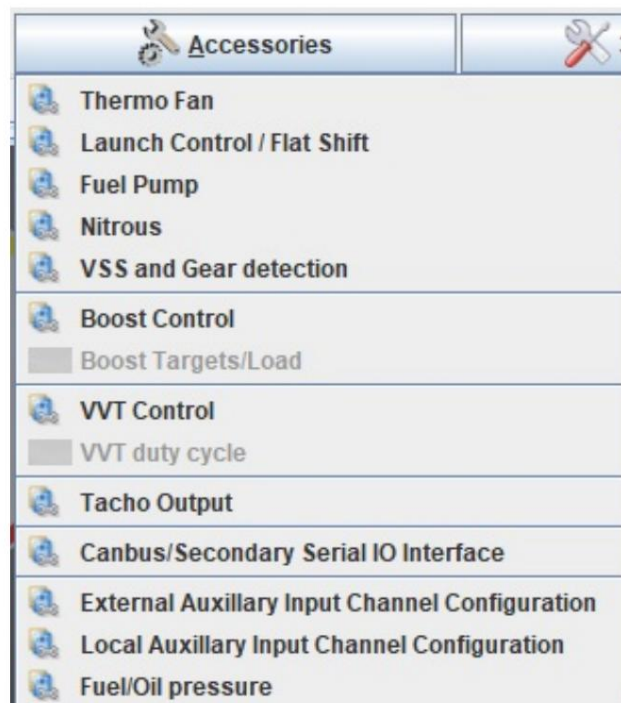 Accessories
Thermo Fan
Launch Control / Flat Shift
Fuel Pump
Nitrous
VSS and Gear detection
Boost Control
Boost Targets/Load
VVT Control
VVT duty cycle
Tacho Output
Canbus/Secondary Serial IO Interface
External Auxillary Input Channel Configuration
Local Auxillary Input Channel Configuration
Fuel/Oil pressure